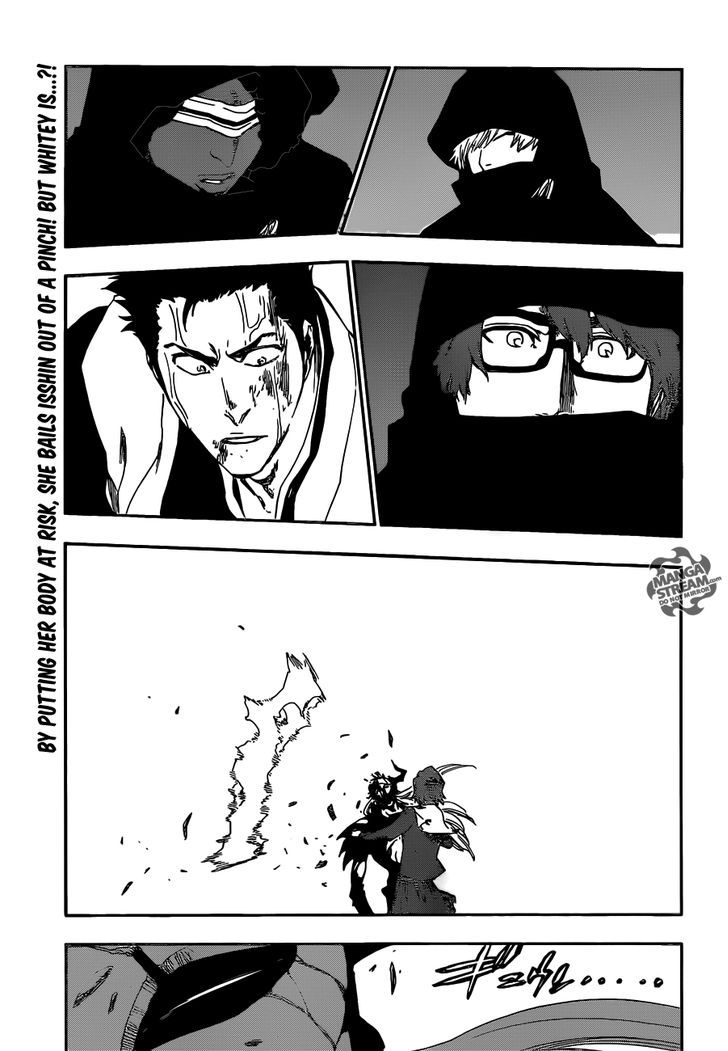 BY PUTTING HER BODY AT RISK, SHE BAILS ISSHIN OUT OF A PINCH! BUT WHITEY IS...?!
MANGA
STREAM.com
DO NOT MIRROR